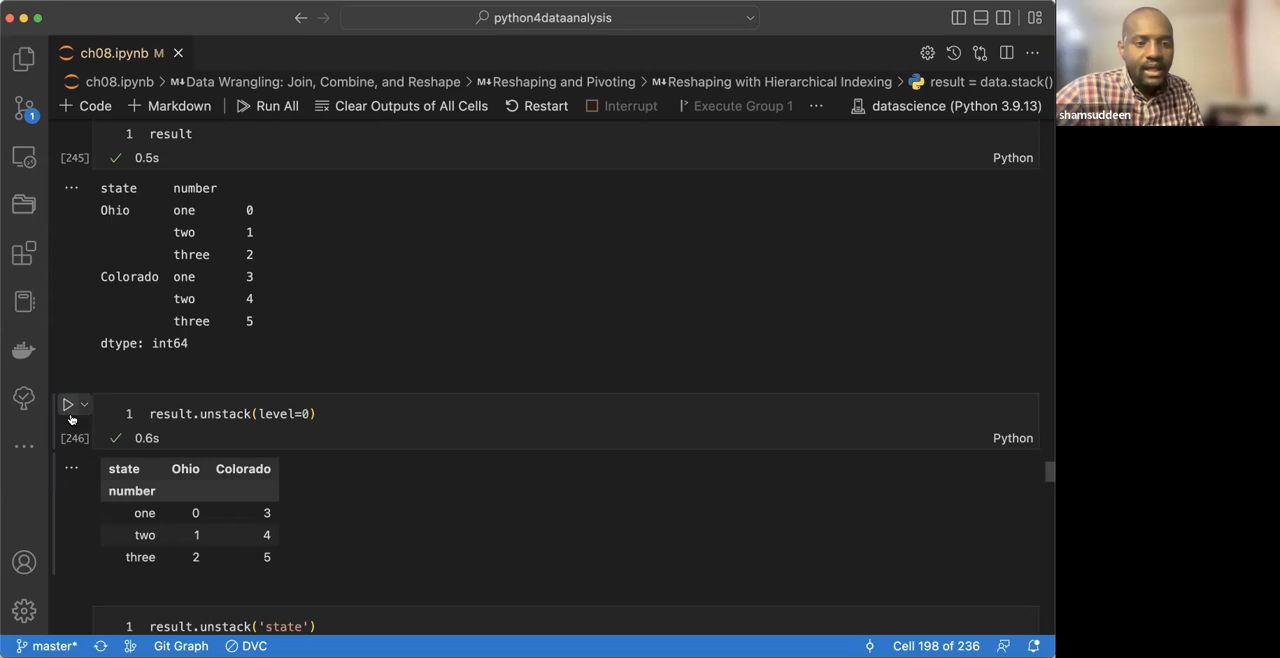 python4dataanalysis
ch08.ipynb M
ch08.ipynb > M↓Data Wrangling: Join, Combine, and Reshape > M↓Reshaping and Pivoting > M↓Reshaping with Hierarchical Indexing > result = data.stack()
+ Code + Markdown Run All Clear Outputs of All Cells Restart Interrupt Execute Group 1 ... datascience (Python 3.9.13)
shamsuddeen
1 result
[245] 0.5s Python
... state number
Ohio one 0
two 1
three 2
Colorado one 3
two 4
three 5
dtype: int64
1 result.unstack(level=0)
[246] 0.6s Python
... state Ohio Colorado
number
one 0 3
two 1 4
three 2 5
1 result.unstack('state')
1
master* Git Graph DVC Cell 198 of 236